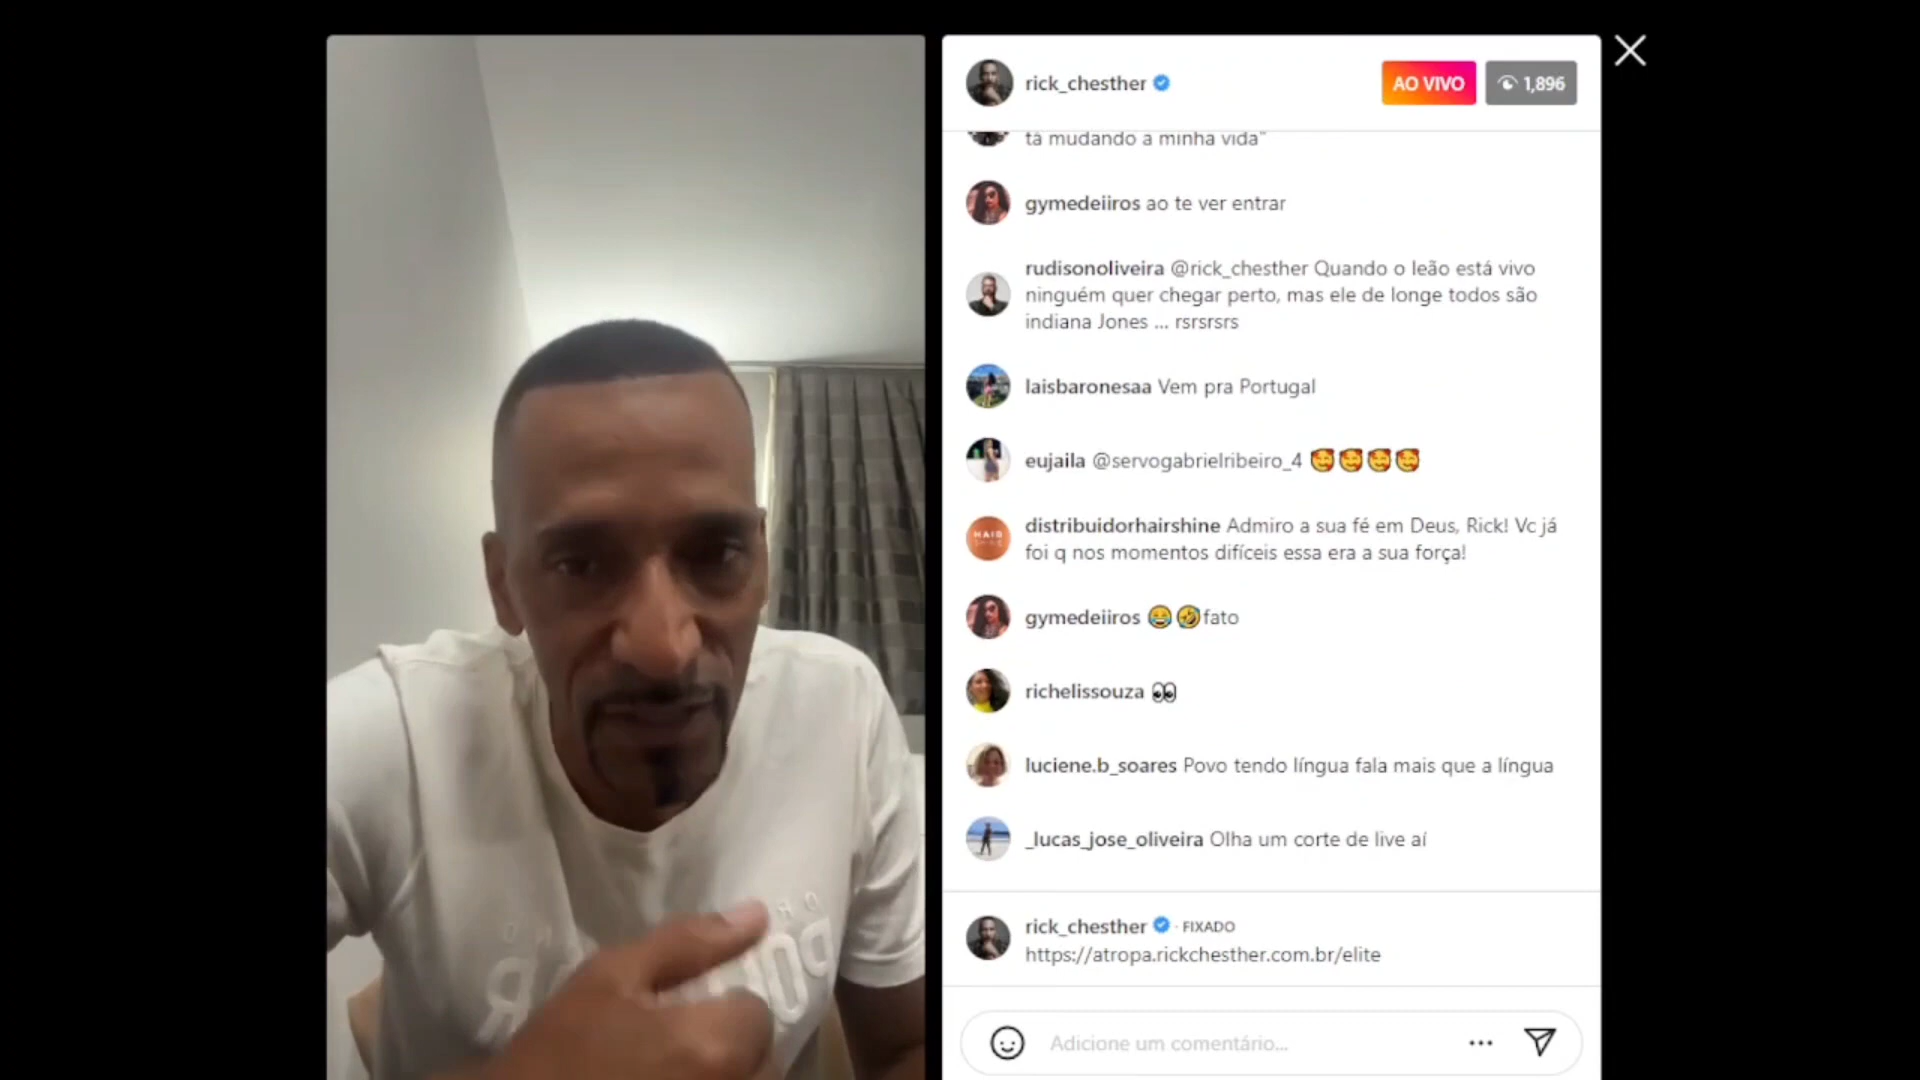 rick_chesther
AO VIVO
1,896
tá mudando a minha vida"
gymedeiiros ao te ver entrar
rudisonoliveira @rick_chesther Quando o leão está vivo
ninguém quer chegar perto, mas ele de longe todos são
indiana Jones ... rsrsrsrs
laisbaronesaa Vem pra Portugal
eujaila @servogabrielribeiro_4 🥰🥰🥰🥰
distribuidorhairshine Admiro a sua fé em Deus, Rick! Vc já
foi q nos momentos difíceis essa era a sua força!
HAIR
gymedeiiros 😂🤣fato
richelissouza 👀
luciene.b_soares Povo tendo língua fala mais que a língua
_lucas_jose_oliveira Olha um corte de live aí
rick_chesther · FIXADO
https://atropa.rickchesther.com.br/elite
Adicione um comentário...